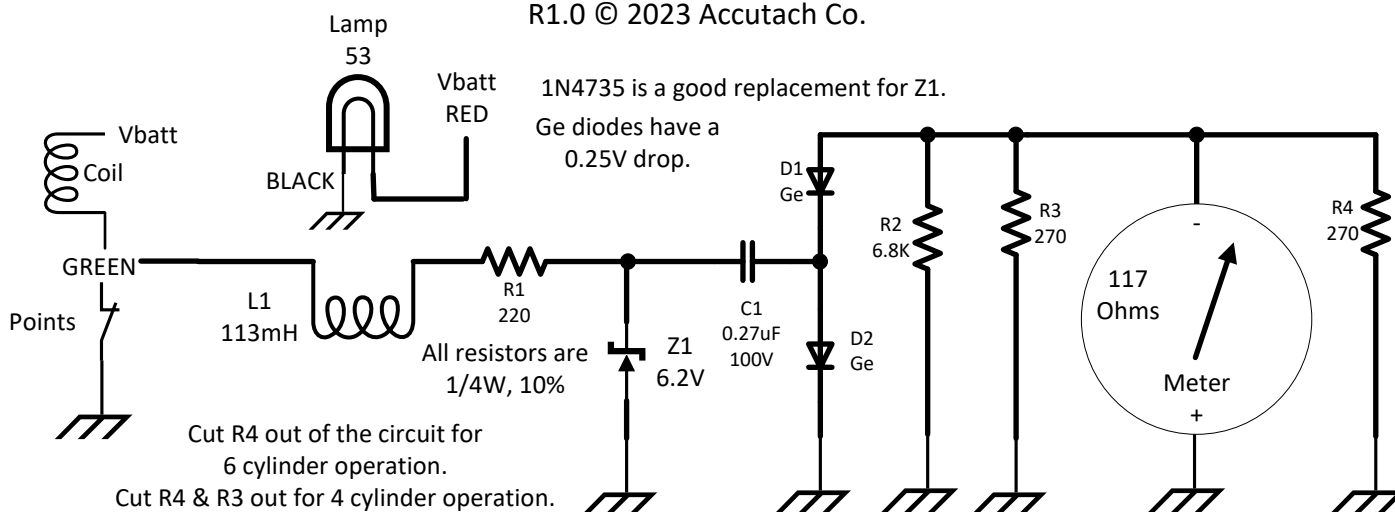 R1.0 © 2023 Accutach Co.
Lamp
53
Vbatt
RED
1N4735 is a good replacement for Z1.
Ge diodes have a
0.25V drop.
Vbatt
Coil
BLACK
D1
Ge
R2
6.8K
R3
270
R4
270
-
117
Ohms
Meter
+
GREEN
Points
L1
113mH
R1
220
All resistors are
1/4W, 10%
Z1
6.2V
C1
0.27uF
100V
D2
Ge
Cut R4 out of the circuit for
6 cylinder operation.
Cut R4 & R3 out for 4 cylinder operation.